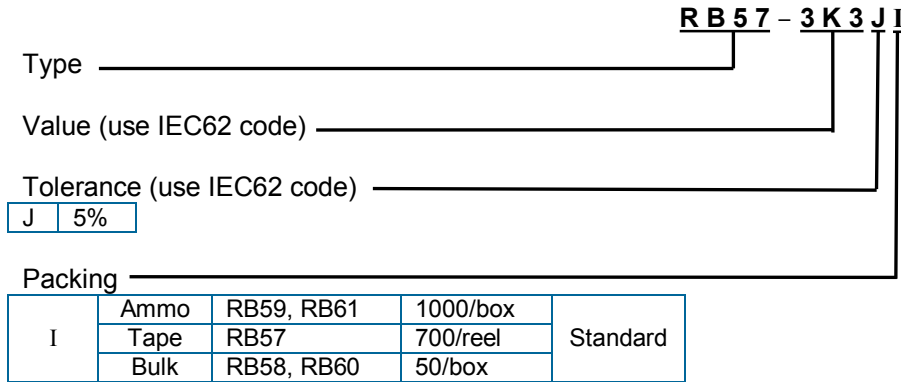 RB57 – 3K3JI
Type
Value (use IEC62 code)
Tolerance (use IEC62 code)
J 5%
Packing
I Ammo RB59, RB61 1000/box Standard
Tape RB57 700/reel
Bulk RB58, RB60 50/box